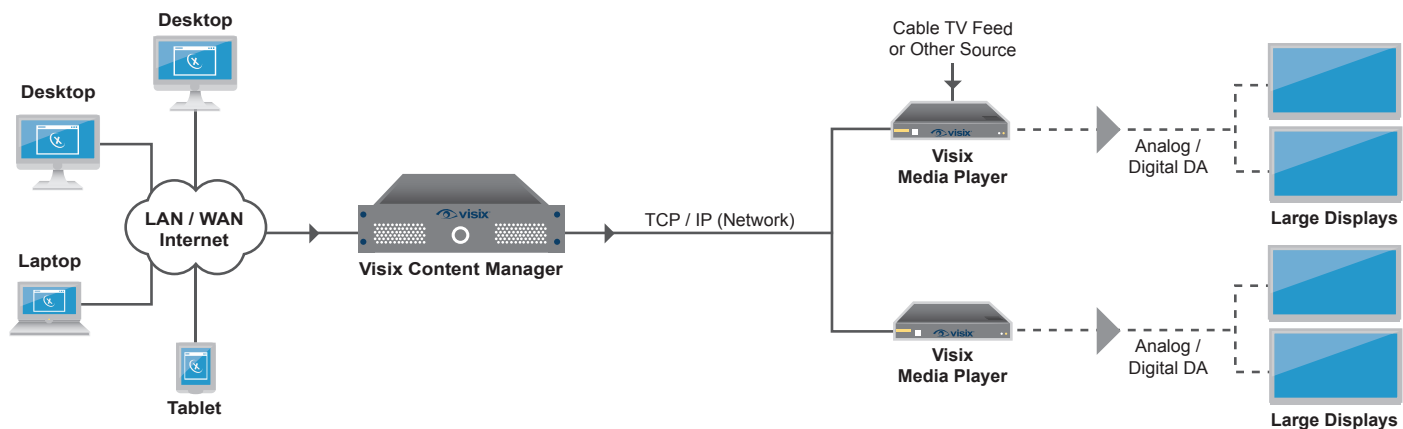 Desktop
Desktop
Laptop
Tablet
LAN / WAN
Internet
visix
Visix Content Manager
TCP / IP (Network)
Cable TV Feed
or Other Source
visix
Visix
Media Player
Analog /
Digital DA
Large Displays
visix
Visix
Media Player
Analog /
Digital DA
Large Displays